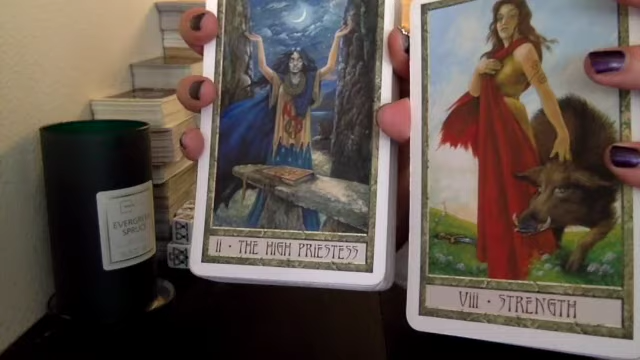 EVERGREEN
SPRUCE
II • THE HIGH PRIESTESS
VIII • STRENGTH